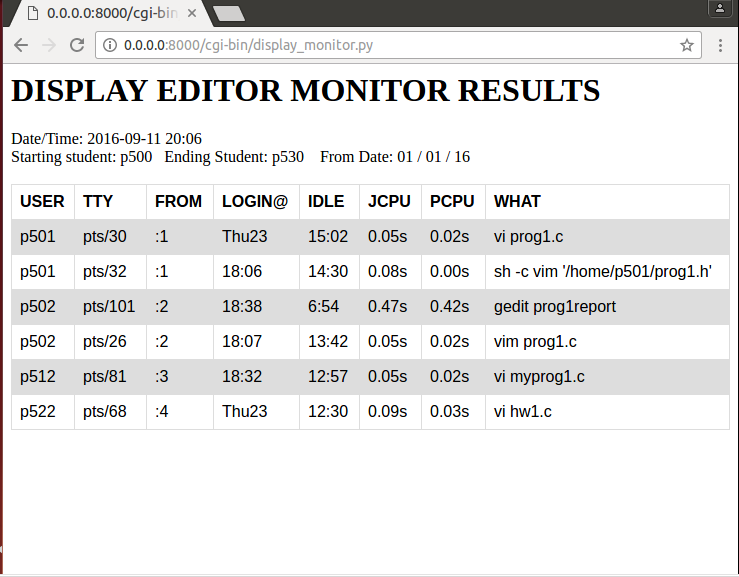 0.0.0.0:8000/cgi-bin
0.0.0.0:8000/cgi-bin/display_monitor.py
DISPLAY EDITOR MONITOR RESULTS
Date/Time: 2016-09-11 20:06
Starting student: p500 Ending Student: p530 From Date: 01 / 01 / 16
USER TTY FROM LOGIN@ IDLE JCPU PCPU WHAT
p501 pts/30 :1 Thu23 15:02 0.05s 0.02s vi prog1.c
p501 pts/32 :1 18:06 14:30 0.08s 0.00s sh -c vim '/home/p501/prog1.h'
p502 pts/101 :2 18:38 6:54 0.47s 0.42s gedit prog1report
p502 pts/26 :2 18:07 13:42 0.05s 0.02s vim prog1.c
p512 pts/81 :3 18:32 12:57 0.05s 0.02s vi myprog1.c
p522 pts/68 :4 Thu23 12:30 0.09s 0.03s vi hw1.c